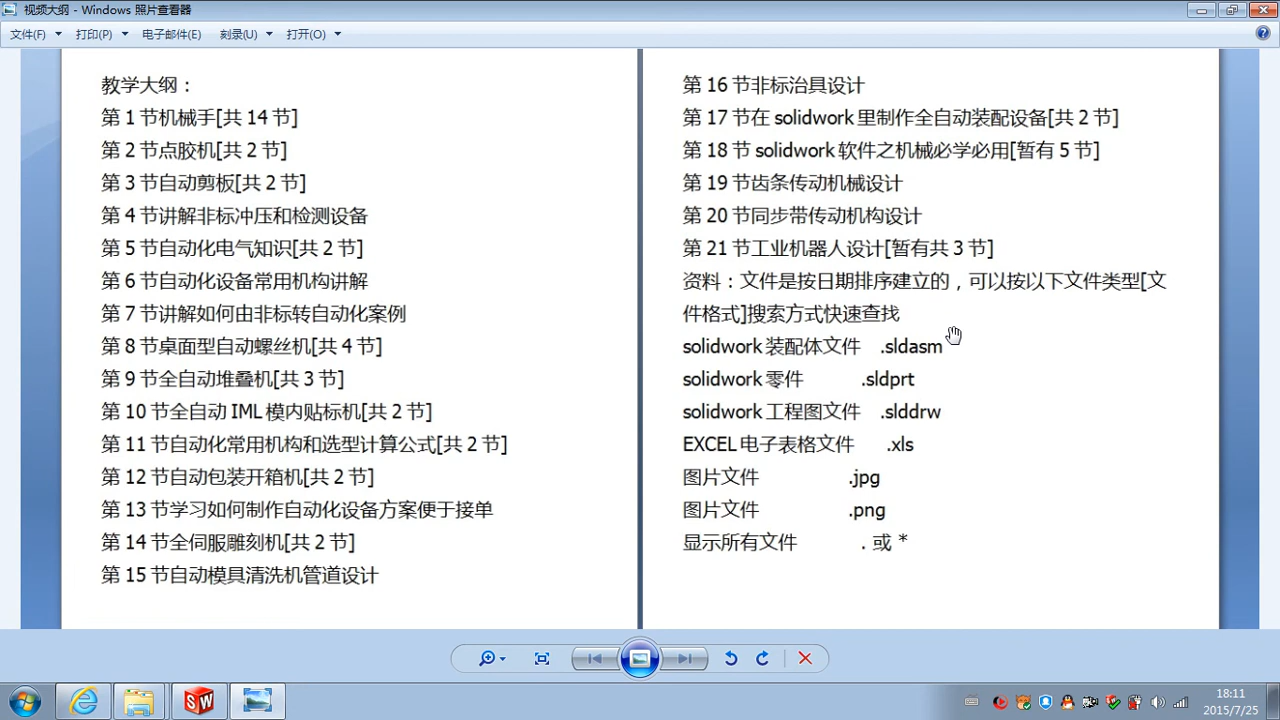 视频大纲 - Windows 照片查看器
文件(F) 打印(P) 电子邮件(E) 刻录(U) 打开(O)
教学大纲：
第 1 节机械手[共 14 节]
第 2 节点胶机[共 2 节]
第 3 节自动剪板[共 2 节]
第 4 节讲解非标冲压和检测设备
第 5 节自动化电气知识[共 2 节]
第 6 节自动化设备常用机构讲解
第 7 节讲解如何由非标转自动化案例
第 8 节桌面型自动螺丝机[共 4 节]
第 9 节全自动堆叠机[共 3 节]
第 10 节全自动 IML 模内贴标机[共 2 节]
第 11 节自动化常用机构和选型计算公式[共 2 节]
第 12 节自动包装开箱机[共 2 节]
第 13 节学习如何制作自动化设备方案便于接单
第 14 节全伺服雕刻机[共 2 节]
第 15 节自动模具清洗机管道设计
第 16 节非标治具设计
第 17 节在 solidwork 里制作全自动装配设备[共 2 节]
第 18 节 solidwork 软件之机械必学必用[暂有 5 节]
第 19 节齿条传动机械设计
第 20 节同步带传动机构设计
第 21 节工业机器人设计[暂有共 3 节]
资料：文件是按日期排序建立的，可以按以下文件类型[文
件格式]搜索方式快速查找
solidwork 装配体文件 .sldasm
solidwork 零件 .sldprt
solidwork 工程图文件 .slddrw
EXCEL 电子表格文件 .xls
图片文件 .jpg
图片文件 .png
显示所有文件 . 或 *
18:11
2015/7/25